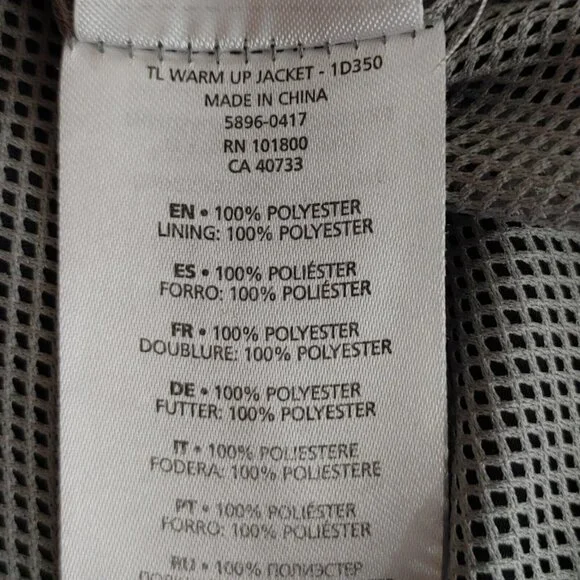 TL WARM UP JACKET - 1D350
MADE IN CHINA
5896-0417
RN 101800
CA 40733
EN • 100% POLYESTER
LINING: 100% POLYESTER
ES • 100% POLIÉSTER
FORRO: 100% POLIÉSTER
FR • 100% POLYESTER
DOUBLURE: 100% POLYESTER
DE • 100% POLYESTER
FUTTER: 100% POLYESTER
IT • 100% POLIESTERE
FODERA: 100% POLIESTERE
PT • 100% POLIÉSTER
FORRO: 100% POLIÉSTER
RU • 100% ПОЛИЭСТЕР